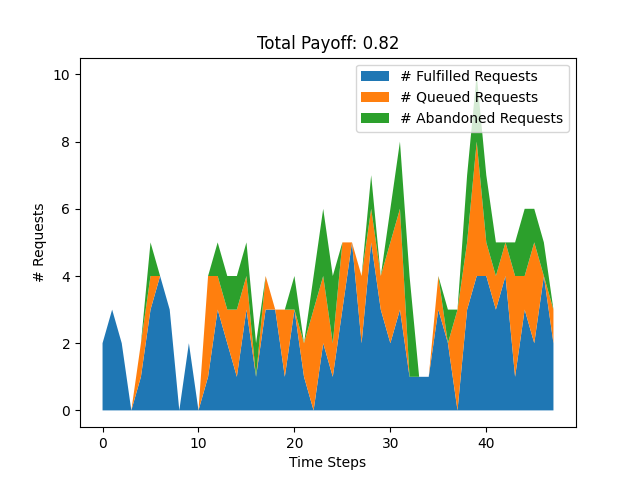 Total Payoff: 0.82
# Fulfilled Requests
# Queued Requests
# Abandoned Requests
10
8
6
4
2
0
# Requests
0 10 20 30 40
Time Steps